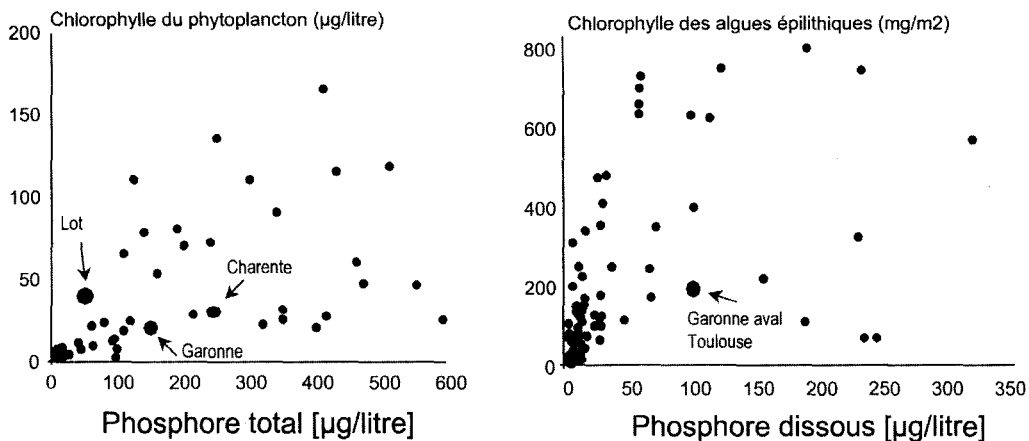 Chlorophylle du phytoplancton (µg/litre)
200
150
100
50
0
Lot
Charente
Garonne
0 100 200 300 400 500 600
Phosphore total [µg/litre]
Chlorophylle des algues épilithiques (mg/m2)
800
600
400
200
0
Garonne aval
Toulouse
0 50 100 150 200 250 300 350
Phosphore dissous [µg/litre]